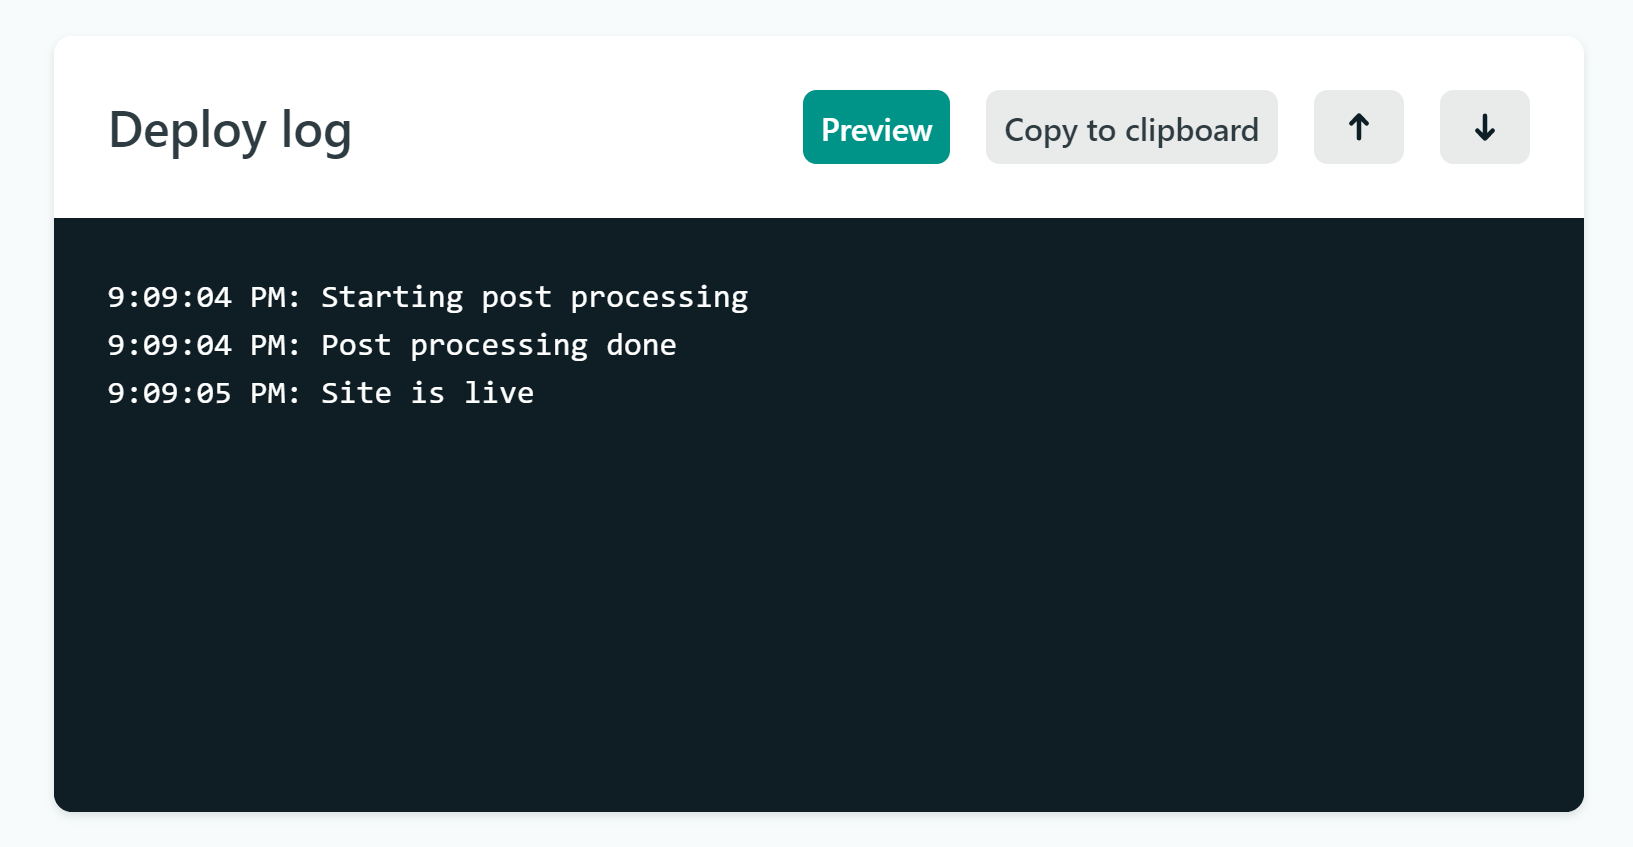 Deploy log
Preview
Copy to clipboard
↑
↓
9:09:04 PM: Starting post processing
9:09:04 PM: Post processing done
9:09:05 PM: Site is live